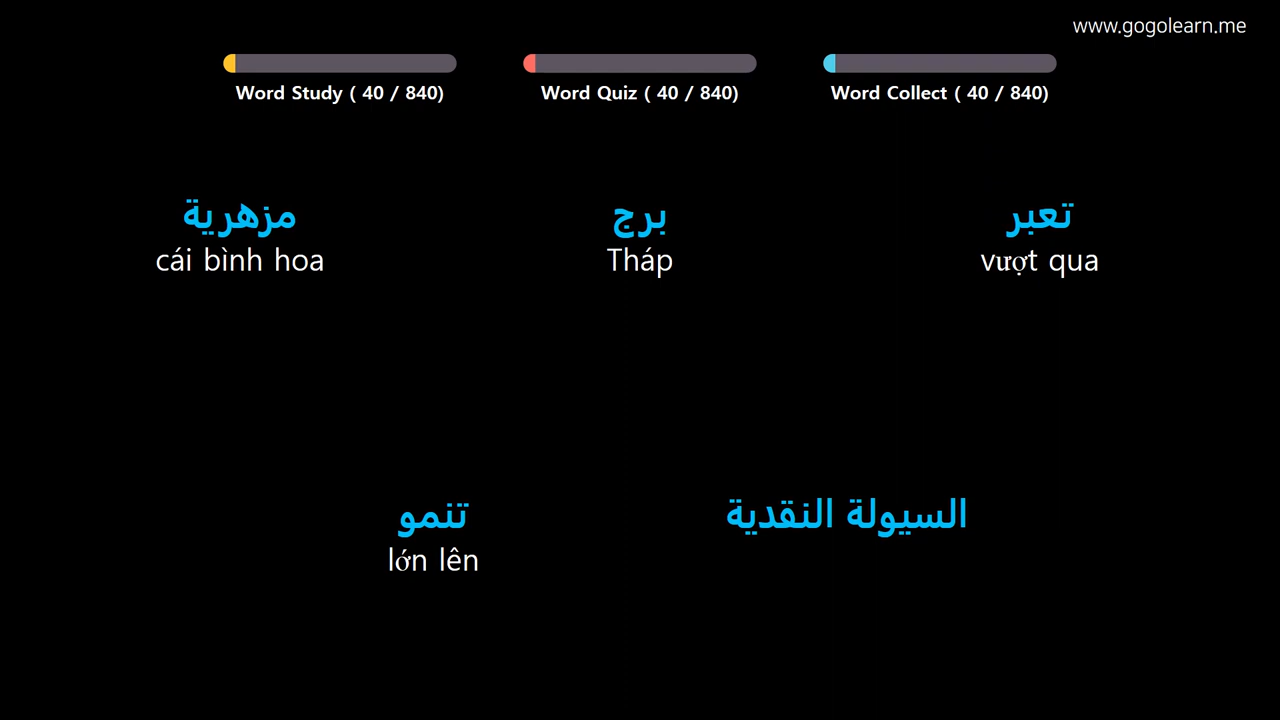 www.gogolearn.me
Word Study ( 40 / 840)
Word Quiz ( 40 / 840)
Word Collect ( 40 / 840)
مزهرية
cái bình hoa
برج
Tháp
تعبر
vượt qua
تنمو
lớn lên
السيولة النقدية